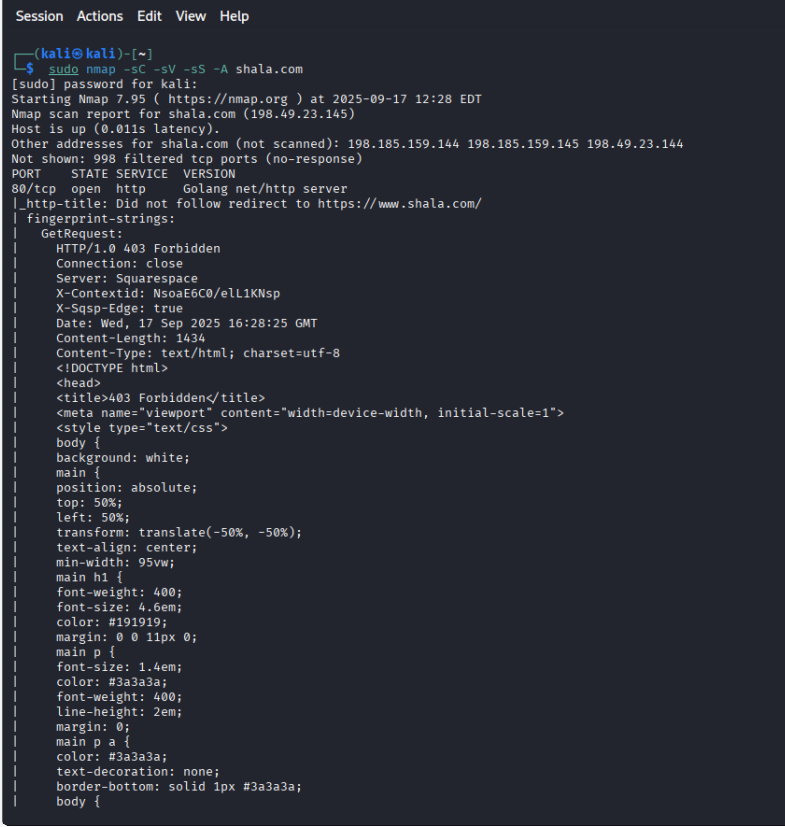 Session Actions Edit View Help
┌──(kali㉿kali)-[~]
└─$ sudo nmap -sC -sV -sS -A shala.com
[sudo] password for kali:
Starting Nmap 7.95 ( https://nmap.org ) at 2025-09-17 12:28 EDT
Nmap scan report for shala.com (198.49.23.145)
Host is up (0.011s latency).
Other addresses for shala.com (not scanned): 198.185.159.144 198.185.159.145 198.49.23.144
Not shown: 998 filtered tcp ports (no-response)
PORT    STATE SERVICE  VERSION
80/tcp  open  http     Golang net/http server
|_http-title: Did not follow redirect to https://www.shala.com/
| fingerprint-strings:
|   GetRequest:
|     HTTP/1.0 403 Forbidden
|     Connection: close
|     Server: Squarespace
|     X-Contextid: NsoaE6C0/elL1KNsp
|     X-Sqsp-Edge: true
|     Date: Wed, 17 Sep 2025 16:28:25 GMT
|     Content-Length: 1434
|     Content-Type: text/html; charset=utf-8
|     <!DOCTYPE html>
|     <head>
|     <title>403 Forbidden</title>
|     <meta name="viewport" content="width=device-width, initial-scale=1">
|     <style type="text/css">
|     body {
|     background: white;
|     main {
|     position: absolute;
|     top: 50%;
|     left: 50%;
|     transform: translate(-50%, -50%);
|     text-align: center;
|     min-width: 95vw;
|     main h1 {
|     font-weight: 400;
|     font-size: 4.6em;
|     color: #191919;
|     margin: 0 0 11px 0;
|     main p {
|     font-size: 1.4em;
|     color: #3a3a3a;
|     font-weight: 400;
|     line-height: 2em;
|     margin: 0;
|     main p a {
|     color: #3a3a3a;
|     text-decoration: none;
|     border-bottom: solid 1px #3a3a3a;
|     body {